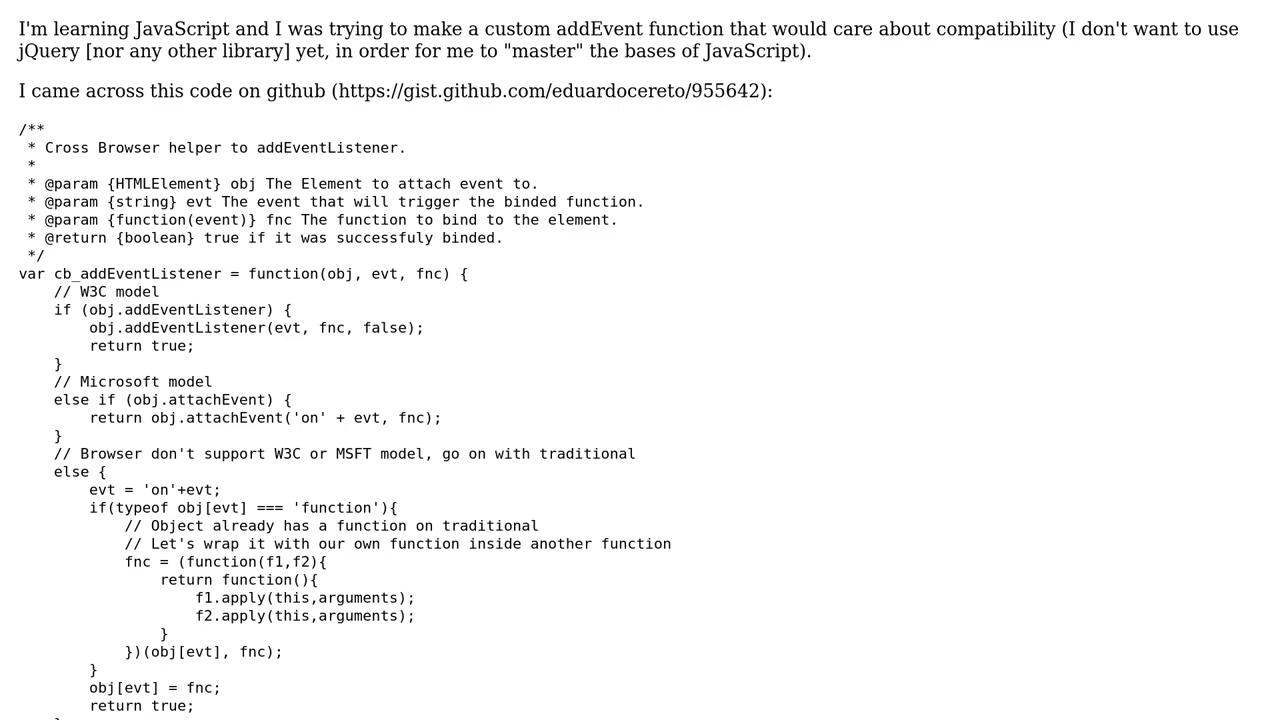 I'm learning JavaScript and I was trying to make a custom addEvent function that would care about compatibility (I don't want to use
jQuery [nor any other library] yet, in order for me to "master" the bases of JavaScript).
I came across this code on github (https://gist.github.com/eduardocereto/955642):
/**
 * Cross Browser helper to addEventListener.
 *
 * @param {HTMLElement} obj The Element to attach event to.
 * @param {string} evt The event that will trigger the binded function.
 * @param {function(event)} fnc The function to bind to the element.
 * @return {boolean} true if it was successfuly binded.
 */
var cb_addEventListener = function(obj, evt, fnc) {
    // W3C model
    if (obj.addEventListener) {
        obj.addEventListener(evt, fnc, false);
        return true;
    }
    // Microsoft model
    else if (obj.attachEvent) {
        return obj.attachEvent('on' + evt, fnc);
    }
    // Browser don't support W3C or MSFT model, go on with traditional
    else {
        evt = 'on'+evt;
        if(typeof obj[evt] === 'function'){
            // Object already has a function on traditional
            // Let's wrap it with our own function inside another function
            fnc = (function(f1,f2){
                return function(){
                    f1.apply(this,arguments);
                    f2.apply(this,arguments);
                }
            })(obj[evt], fnc);
        }
        obj[evt] = fnc;
        return true;